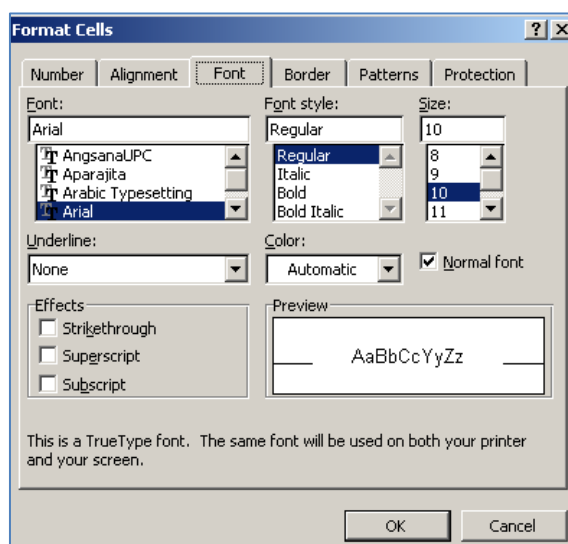 Format Cells
Number Alignment Font Border Patterns Protection
Font: Font style: Size:
Arial Regular 10
AngsanaUPC Regular 8
Aparajita Italic 9
Arabic Typesetting Bold 10
Arial Bold Italic 11
Underline: Color:
None Automatic Normal font
Effects Preview
Strikethrough
Superscript AaBbCcYyZz
Subscript
This is a TrueType font. The same font will be used on both your printer
and your screen.
OK Cancel